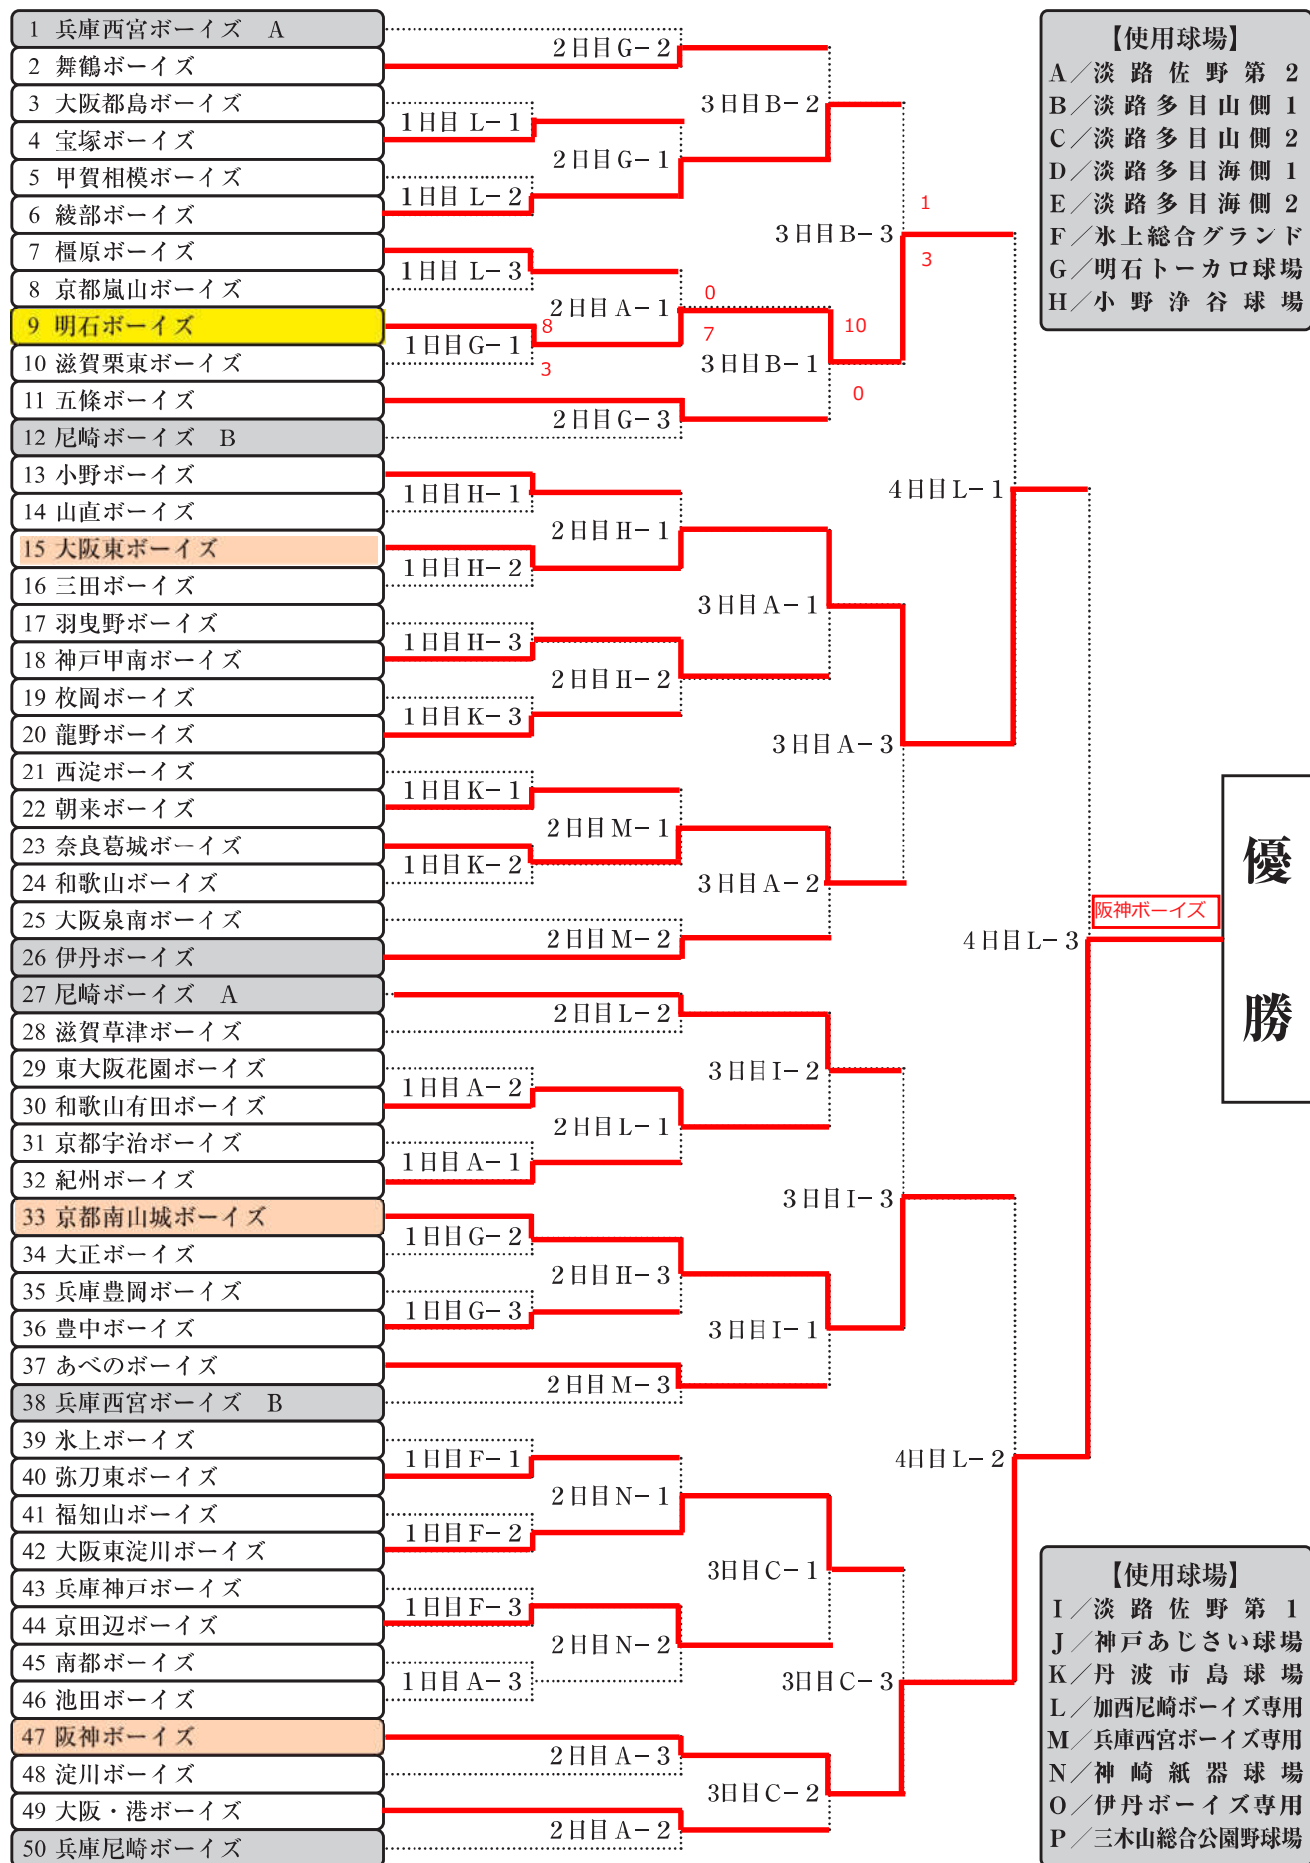 1 兵庫西宮ボーイズ　A
2 舞鶴ボーイズ
3 大阪都島ボーイズ
4 宝塚ボーイズ
5 甲賀相模ボーイズ
6 綾部ボーイズ
7 橿原ボーイズ
8 京都嵐山ボーイズ
9 明石ボーイズ
10 滋賀栗東ボーイズ
11 五條ボーイズ
12 尼崎ボーイズ　B
13 小野ボーイズ
14 山直ボーイズ
15 大阪東ボーイズ
16 三田ボーイズ
17 羽曳野ボーイズ
18 神戸甲南ボーイズ
19 枚岡ボーイズ
20 龍野ボーイズ
21 西淀ボーイズ
22 朝来ボーイズ
23 奈良葛城ボーイズ
24 和歌山ボーイズ
25 大阪泉南ボーイズ
26 伊丹ボーイズ
27 尼崎ボーイズ　A
28 滋賀草津ボーイズ
29 東大阪花園ボーイズ
30 和歌山有田ボーイズ
31 京都宇治ボーイズ
32 紀州ボーイズ
33 京都南山城ボーイズ
34 大正ボーイズ
35 兵庫豊岡ボーイズ
36 豊中ボーイズ
37 あべのボーイズ
38 兵庫西宮ボーイズ　B
39 氷上ボーイズ
40 弥刀東ボーイズ
41 福知山ボーイズ
42 大阪東淀川ボーイズ
43 兵庫神戸ボーイズ
44 京田辺ボーイズ
45 南都ボーイズ
46 池田ボーイズ
47 阪神ボーイズ
48 淀川ボーイズ
49 大阪・港ボーイズ
50 兵庫尼崎ボーイズ
1日目 L-1
1日目 L-2
1日目 L-3
1日目G-1
8
3
1日目H-1
1日目H-2
1日目H-3
1日目K-3
1日目K-1
1日目K-2
1日目A-2
1日目A-1
1日目G-2
1日目G-3
1日目F-1
1日目F-2
1日目F-3
1日目A-3
2日目G-2
2日目G-1
2日目A-1
0
7
2日目G-3
2日目H-1
2日目H-2
2日目M-1
2日目M-2
2日目L-2
2日目L-1
2日目H-3
2日目M-3
2日目N-1
2日目N-2
2日目A-3
2日目A-2
3日目B-2
3日目B-1
10
0
3日目A-1
3日目A-2
3日目I-2
3日目I-1
3日目C-1
3日目C-2
3日目B-3
1
3
3日目A-3
3日目I-3
3日目C-3
4日目L-1
4日目L-2
4日目L-3
阪神ボーイズ
優勝
【使用球場】
A／淡路佐野第2
B／淡路多目山側1
C／淡路多目山側2
D／淡路多目海側1
E／淡路多目海側2
F／氷上総合グランド
G／明石トーカロ球場
H／小野浄谷球場
【使用球場】
I／淡路佐野第1
J／神戸あじさい球場
K／丹波市島球場
L／加西尼崎ボーイズ専用
M／兵庫西宮ボーイズ専用
N／神崎紙器球場
O／伊丹ボーイズ専用
P／三木山総合公園野球場